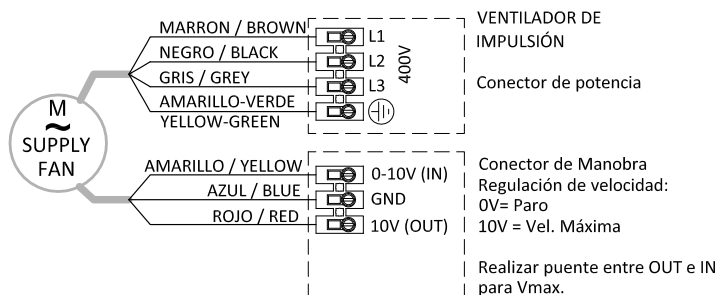 MARRON / BROWN
NEGRO / BLACK
GRIS / GREY
AMARILLO-VERDE
YELLOW-GREEN
L1
L2
L3
400V
VENTILADOR DE
IMPULSIÓN
Conector de potencia
M
~
SUPPLY
FAN
AMARILLO / YELLOW
AZUL / BLUE
ROJO / RED
0-10V (IN)
GND
10V (OUT)
Conector de Manobra
Regulación de velocidad:
0V= Paro
10V = Vel. Máxima
Realizar puente entre OUT e IN
para Vmax.